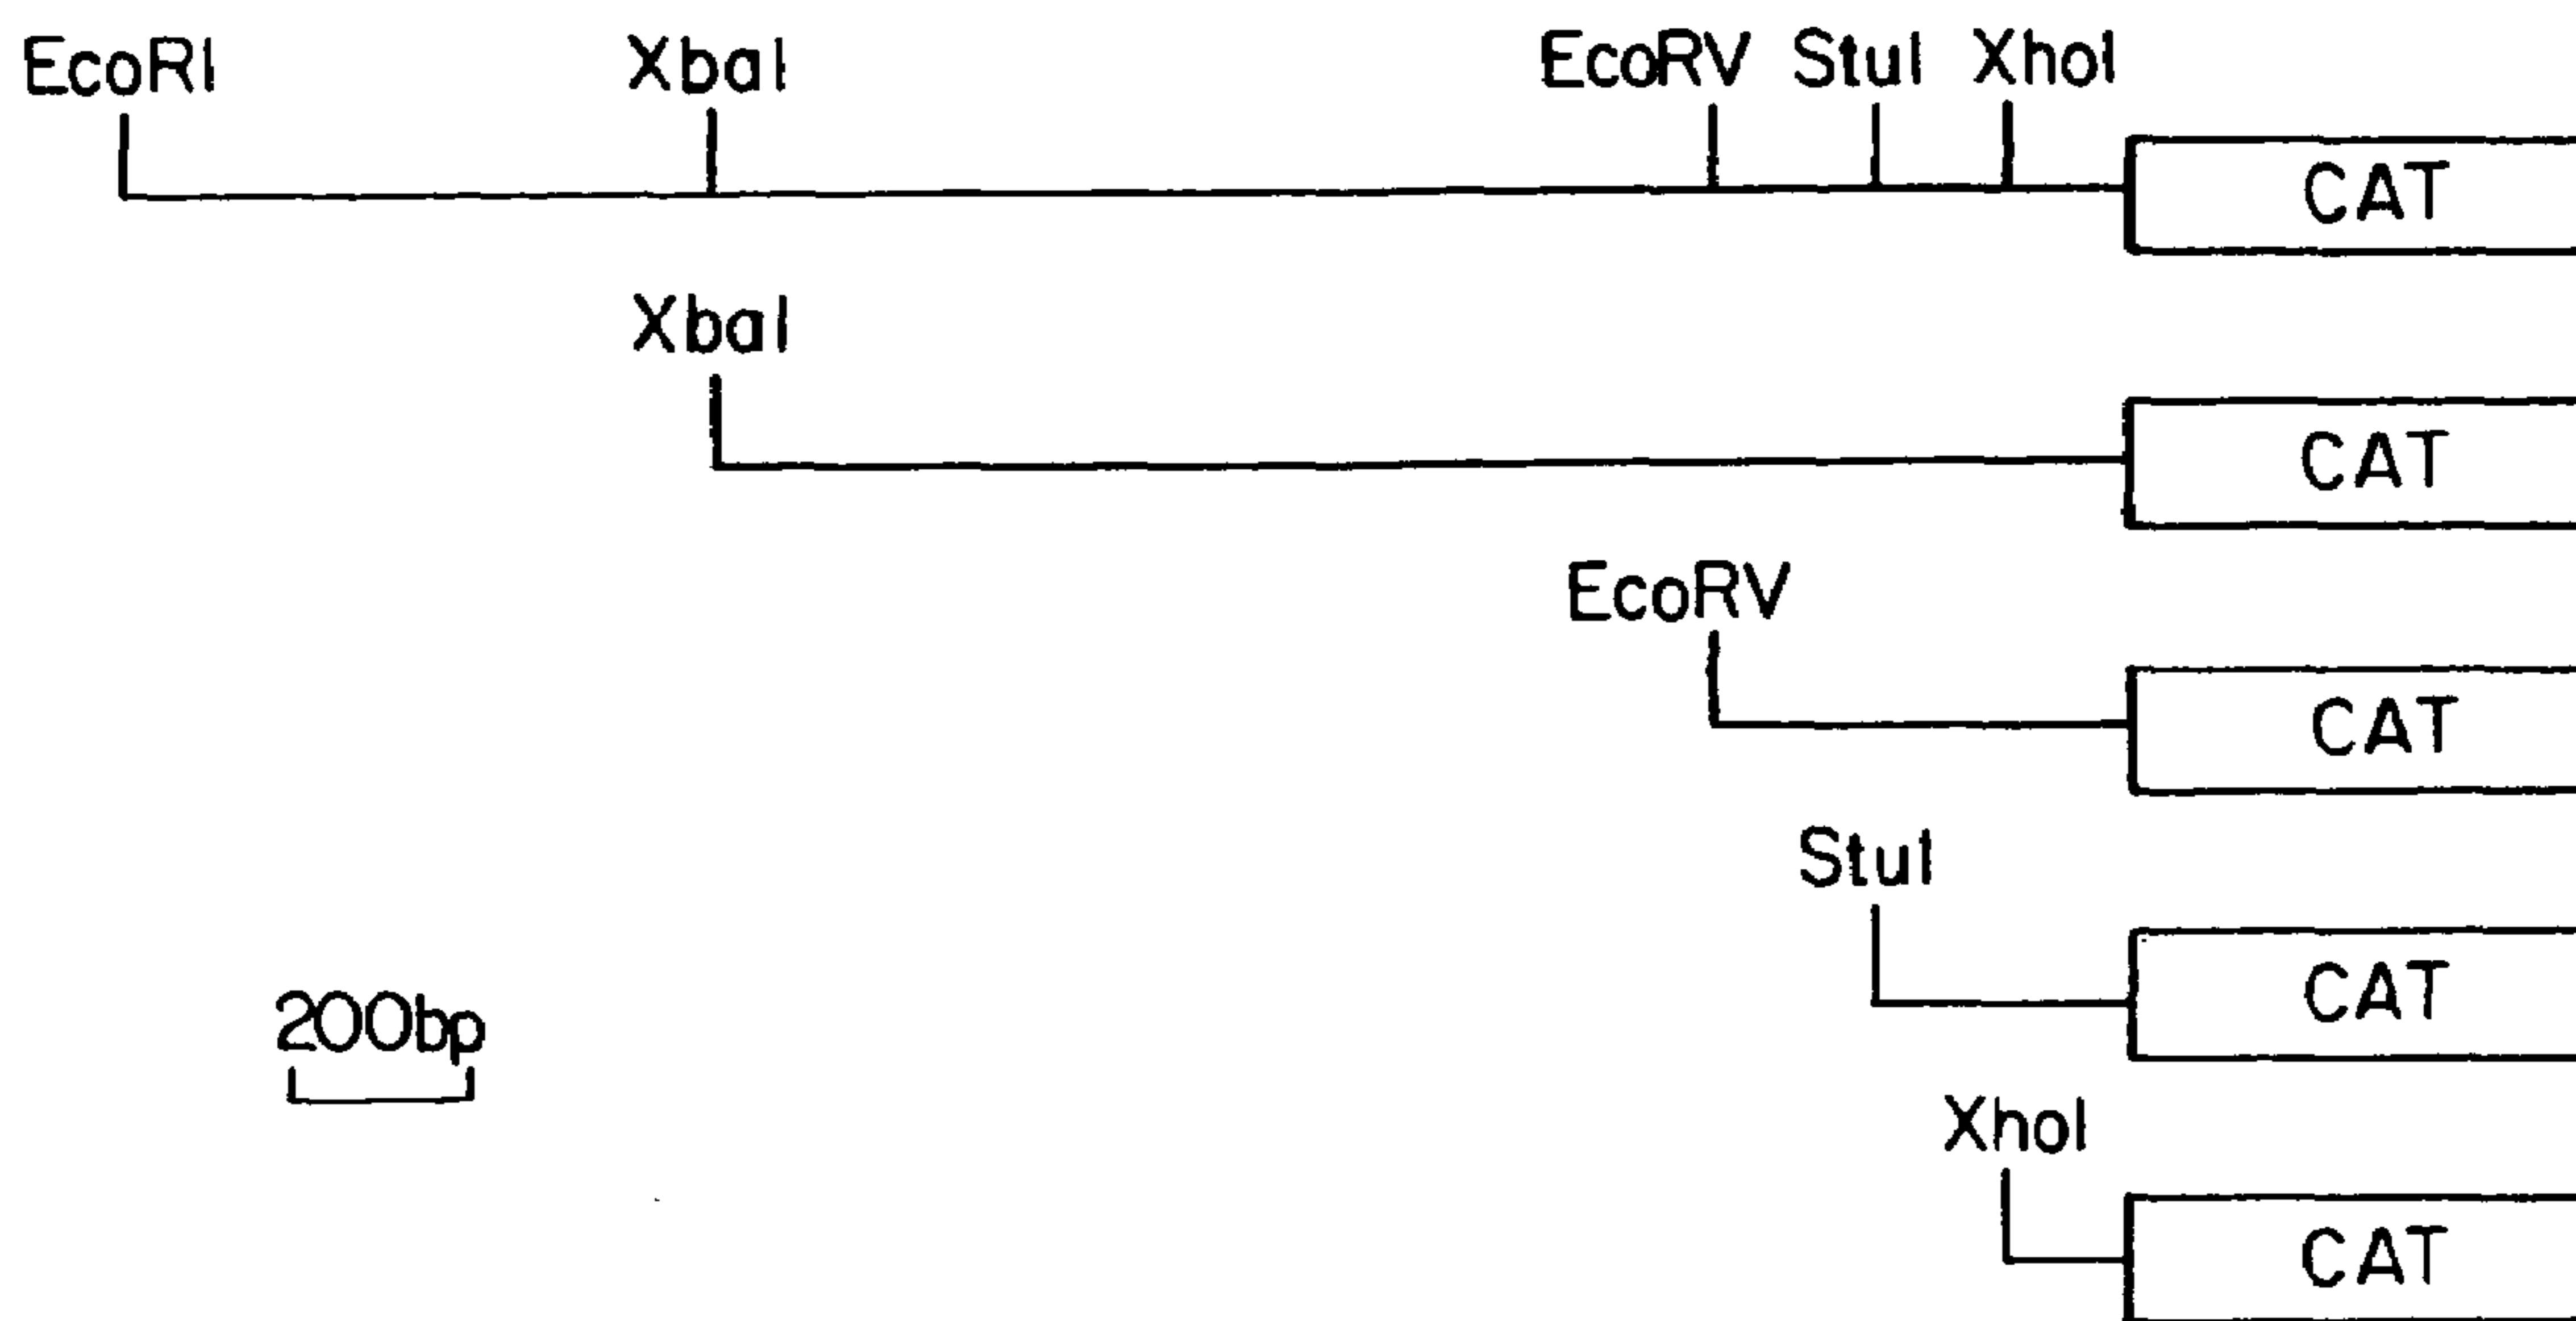 EcoRI XbaI EcoRV StuI XhoI
CAT
XbaI
CAT
EcoRV
CAT
StuI
CAT
200bp
XhoI
CAT